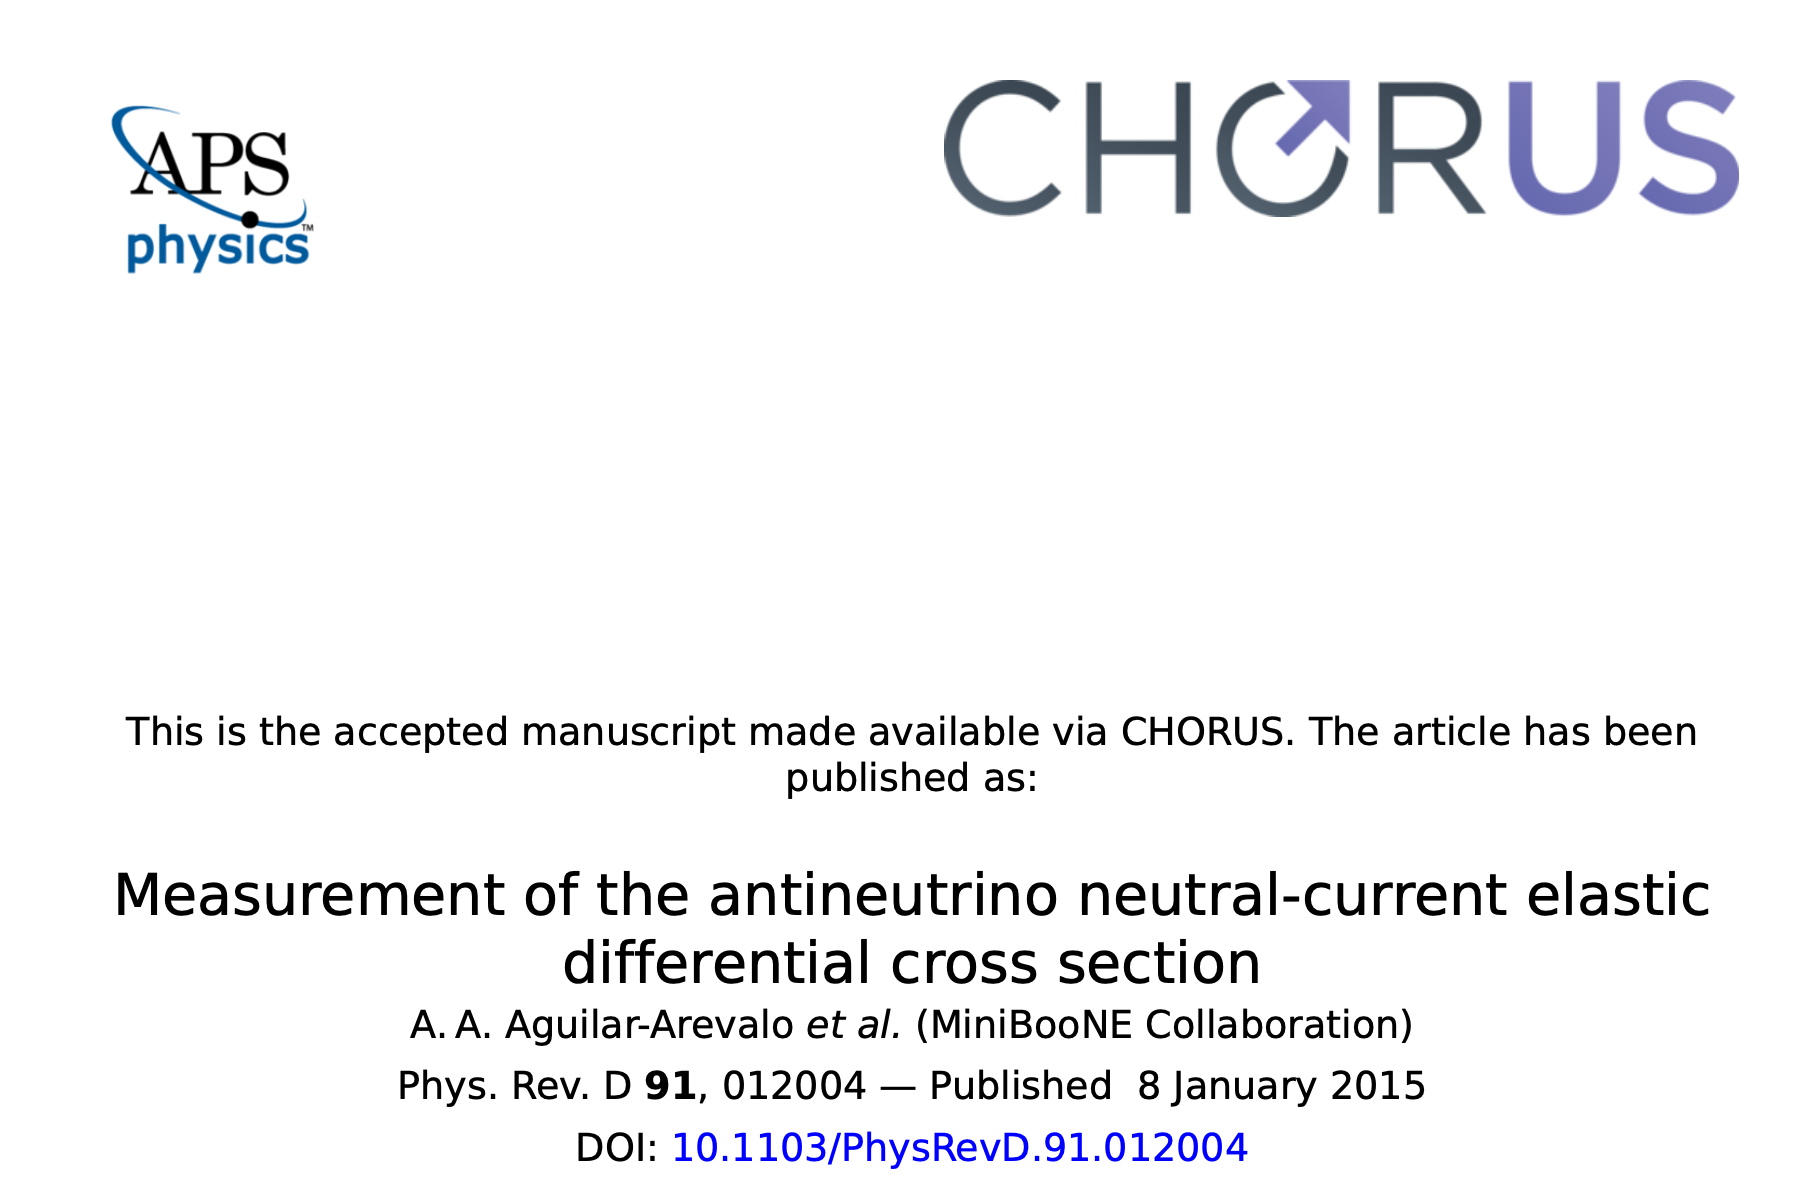 APS
physics™
CHORUS
This is the accepted manuscript made available via CHORUS. The article has been
published as:
Measurement of the antineutrino neutral-current elastic
differential cross section
A. A. Aguilar-Arevalo et al. (MiniBooNE Collaboration)
Phys. Rev. D 91, 012004 — Published 8 January 2015
DOI: 10.1103/PhysRevD.91.012004